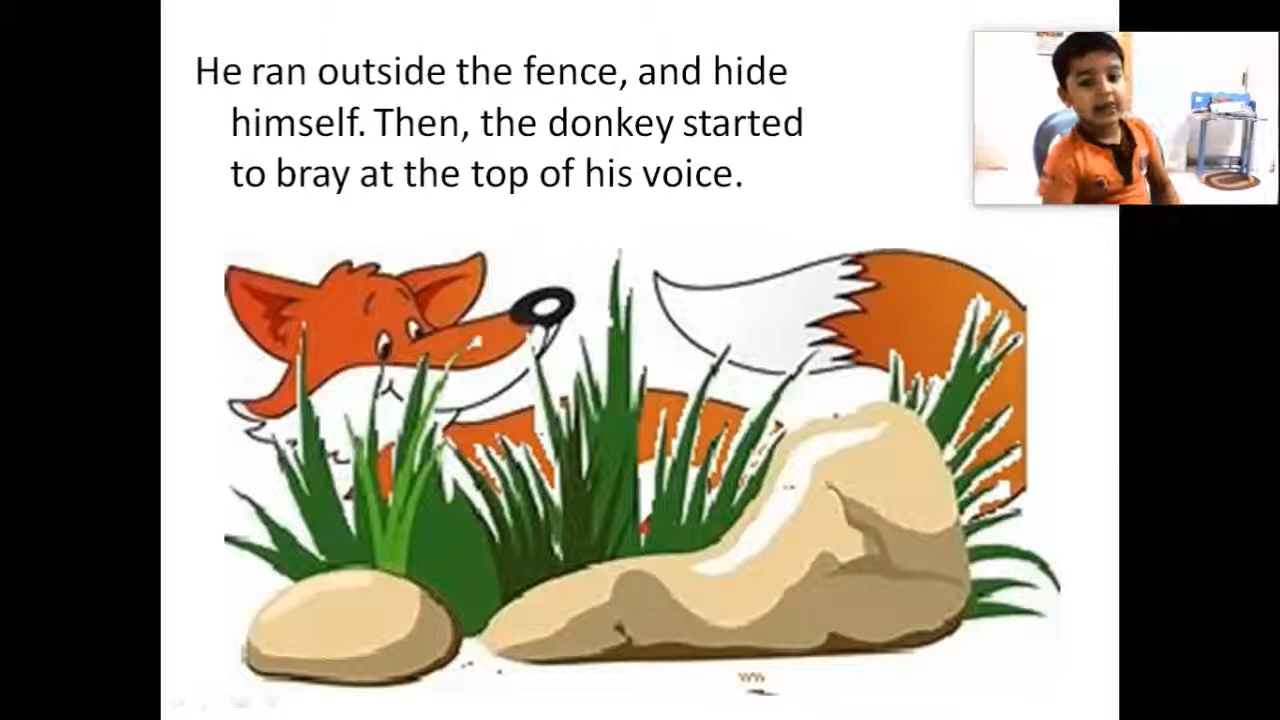 He ran outside the fence, and hide
himself. Then, the donkey started
to bray at the top of his voice.